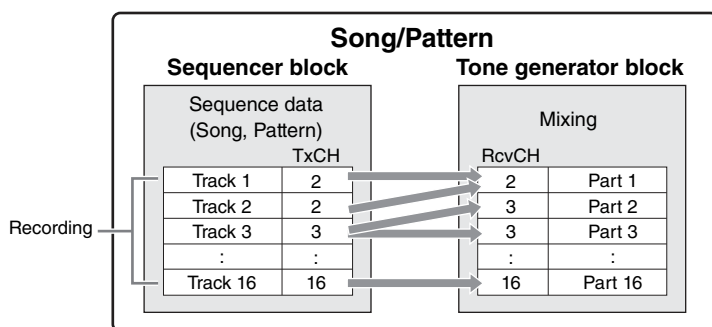 Song/Pattern
Sequencer block Tone generator block
Sequence data
(Song, Pattern)
Mixing
TxCH RcvCH
Track 1 2 2 Part 1
Track 2 2 3 Part 2
Recording Track 3 3 3 Part 3
: : : :
Track 16 16 16 Part 16